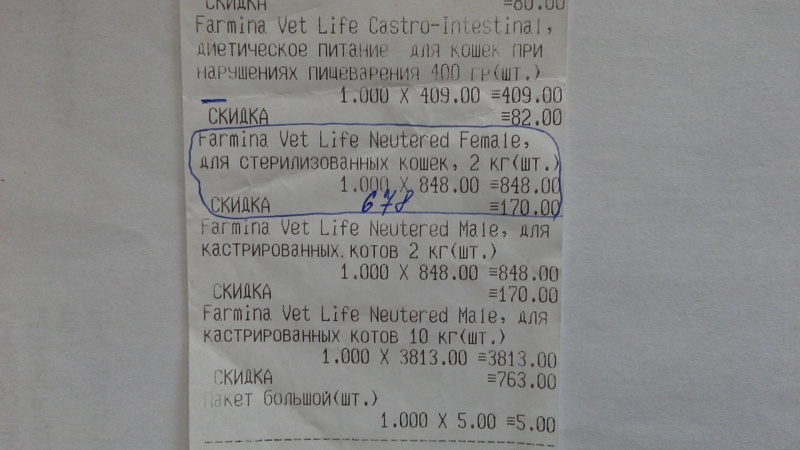 СКИДКА ≡80.00
Farmina Vet Life Gastro-Intestinal,
диетическое питание для кошек при
нарушениях пищеварения 400 гр(шт.)
1.000 X 409.00 ≡409.00
СКИДКА ≡82.00
Farmina Vet Life Neutered Female,
для стерилизованных кошек, 2 кг(шт.)
1.000 X 848.00 ≡848.00
СКИДКА 678 ≡170.00
Farmina Vet Life Neutered Male, для
кастрированных котов 2 кг(шт.)
1.000 X 848.00 ≡848.00
СКИДКА ≡170.00
Farmina Vet Life Neutered Male, для
кастрированных котов 10 кг(шт.)
1.000 X 3813.00 ≡3813.00
СКИДКА ≡763.00
Пакет большой(шт.)
1.000 X 5.00 ≡5.00